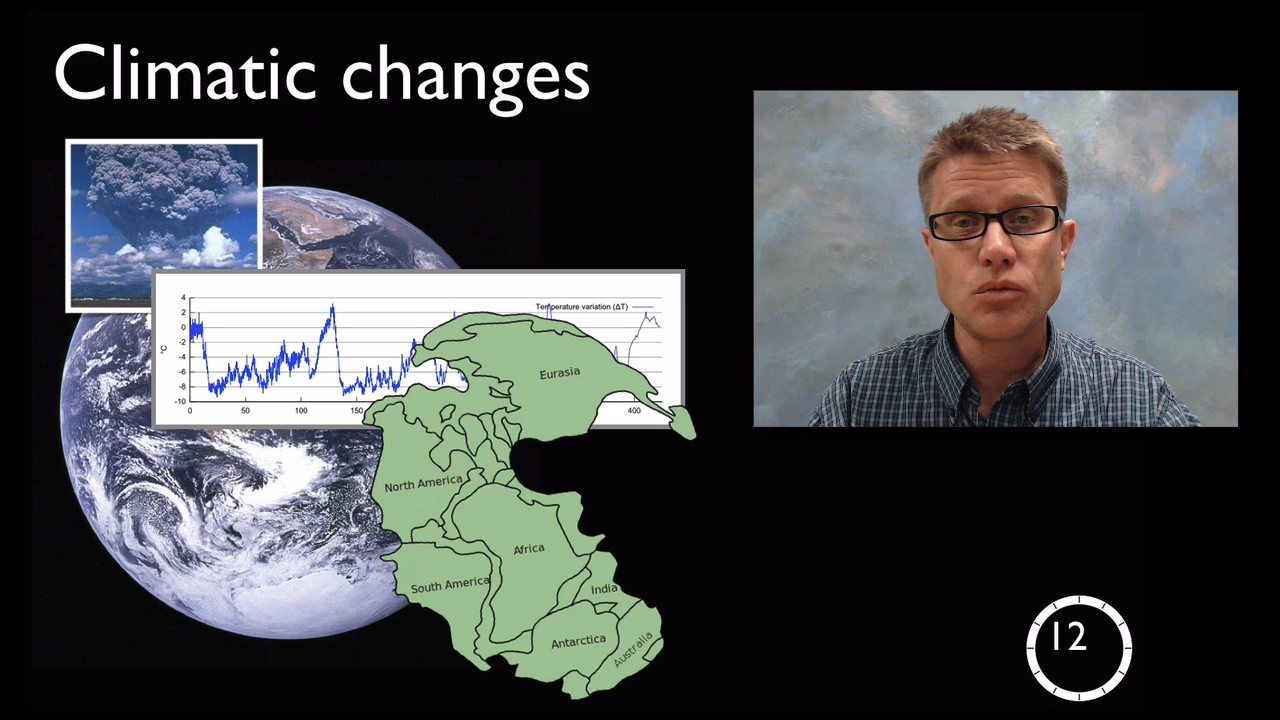 Climatic changes
Temperature variation (ΔT)
4
2
0
-2
-4
-6
-8
-10
°C
0
50
100
150
400
Eurasia
North America
Africa
South America
India
Antarctica
Australia
12